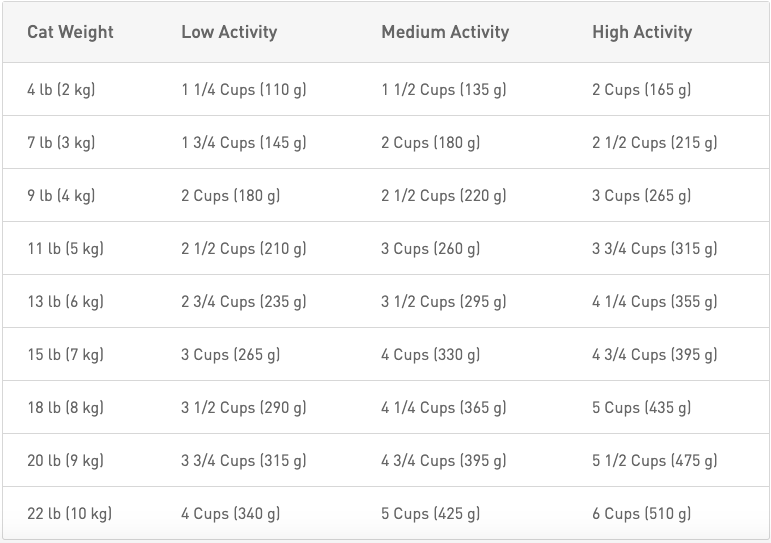 Cat Weight Low Activity Medium Activity High Activity
4 lb (2 kg) 1 1/4 Cups (110 g) 1 1/2 Cups (135 g) 2 Cups (165 g)
7 lb (3 kg) 1 3/4 Cups (145 g) 2 Cups (180 g) 2 1/2 Cups (215 g)
9 lb (4 kg) 2 Cups (180 g) 2 1/2 Cups (220 g) 3 Cups (265 g)
11 lb (5 kg) 2 1/2 Cups (210 g) 3 Cups (260 g) 3 3/4 Cups (315 g)
13 lb (6 kg) 2 3/4 Cups (235 g) 3 1/2 Cups (295 g) 4 1/4 Cups (355 g)
15 lb (7 kg) 3 Cups (265 g) 4 Cups (330 g) 4 3/4 Cups (395 g)
18 lb (8 kg) 3 1/2 Cups (290 g) 4 1/4 Cups (365 g) 5 Cups (435 g)
20 lb (9 kg) 3 3/4 Cups (315 g) 4 3/4 Cups (395 g) 5 1/2 Cups (475 g)
22 lb (10 kg) 4 Cups (340 g) 5 Cups (425 g) 6 Cups (510 g)